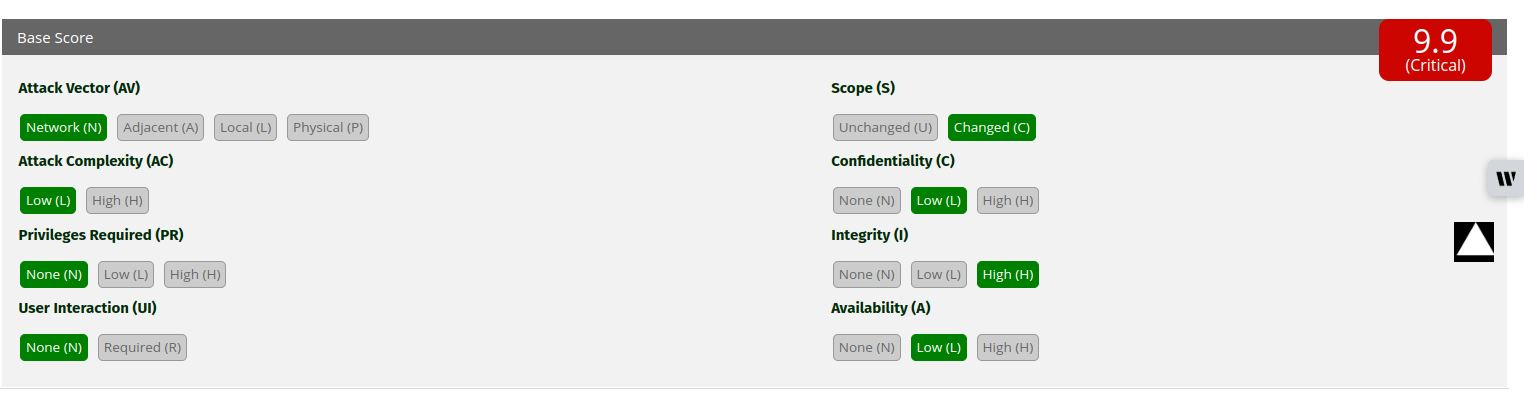 Base Score
9.9
(Critical)
Attack Vector (AV)
Network (N) Adjacent (A) Local (L) Physical (P)
Attack Complexity (AC)
Low (L) High (H)
Privileges Required (PR)
None (N) Low (L) High (H)
User Interaction (UI)
None (N) Required (R)
Scope (S)
Unchanged (U) Changed (C)
Confidentiality (C)
None (N) Low (L) High (H)
Integrity (I)
None (N) Low (L) High (H)
Availability (A)
None (N) Low (L) High (H)